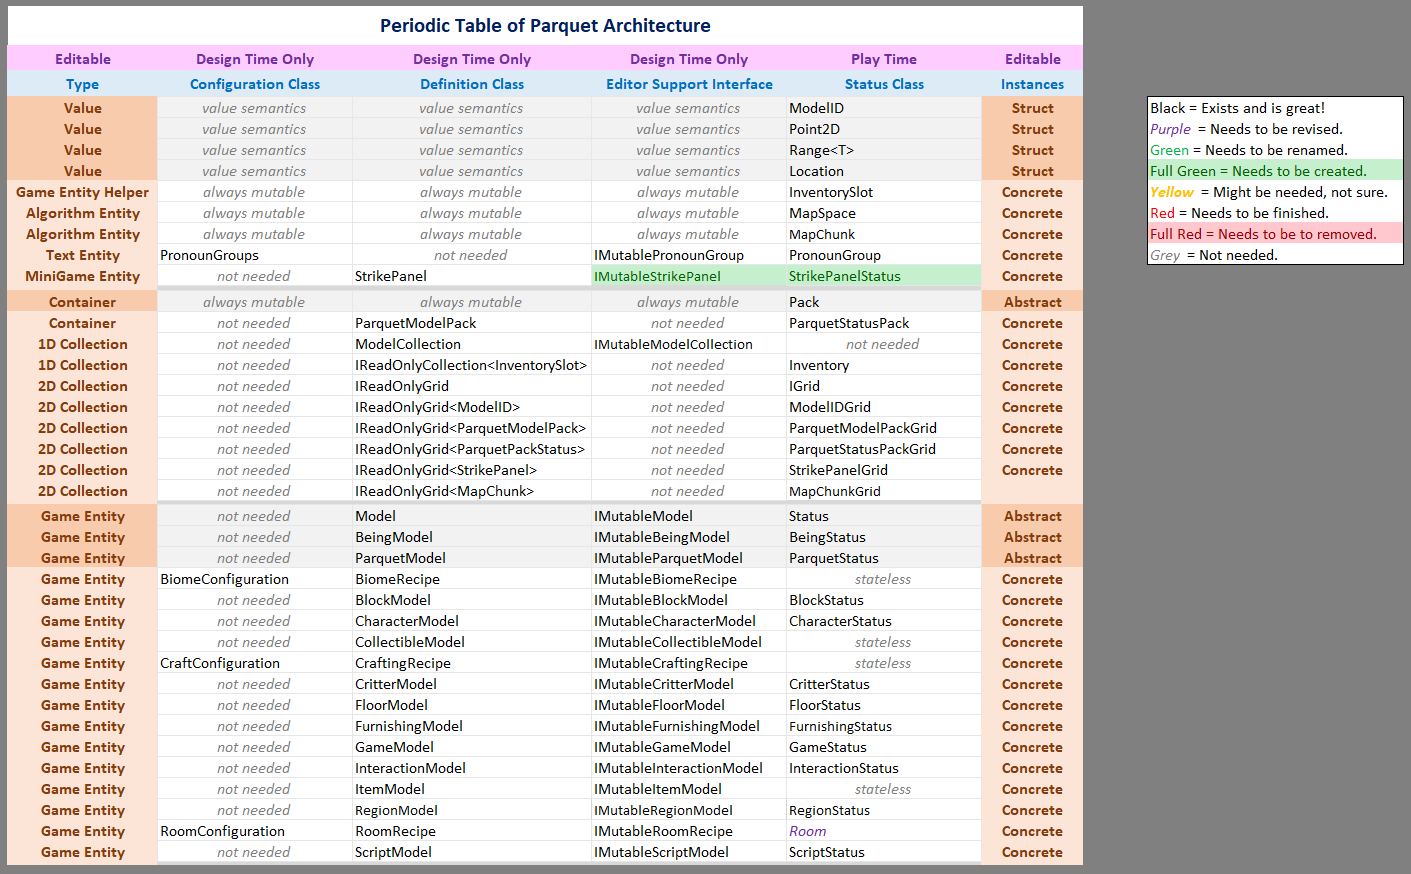 Periodic Table of Parquet Architecture
Editable Design Time Only Design Time Only Design Time Only Play Time Editable
Type Configuration Class Definition Class Editor Support Interface Status Class Instances
Value value semantics value semantics value semantics ModelID Struct
Value value semantics value semantics value semantics Point2D Struct
Value value semantics value semantics value semantics Range<T> Struct
Value value semantics value semantics value semantics Location Struct
Game Entity Helper always mutable always mutable always mutable InventorySlot Concrete
Algorithm Entity always mutable always mutable always mutable MapSpace Concrete
Algorithm Entity always mutable always mutable always mutable MapChunk Concrete
Text Entity PronounGroups not needed IMutablePronounGroup PronounGroup Concrete
MiniGame Entity not needed StrikePanel IMutableStrikePanel StrikePanelStatus Concrete
Container always mutable always mutable always mutable Pack Abstract
Container not needed ParquetModelPack not needed ParquetStatusPack Concrete
1D Collection not needed ModelCollection IMutableModelCollection not needed Concrete
1D Collection not needed IReadOnlyCollection<InventorySlot> not needed Inventory Concrete
2D Collection not needed IReadOnlyGrid not needed IGrid Concrete
2D Collection not needed IReadOnlyGrid<ModelID> not needed ModelIDGrid Concrete
2D Collection not needed IReadOnlyGrid<ParquetModelPack> not needed ParquetModelPackGrid Concrete
2D Collection not needed IReadOnlyGrid<ParquetPackStatus> not needed ParquetStatusPackGrid Concrete
2D Collection not needed IReadOnlyGrid<StrikePanel> not needed StrikePanelGrid Concrete
2D Collection not needed IReadOnlyGrid<MapChunk> not needed MapChunkGrid
Game Entity not needed Model IMutableModel Status Abstract
Game Entity not needed BeingModel IMutableBeingModel BeingStatus Abstract
Game Entity not needed ParquetModel IMutableParquetModel ParquetStatus Abstract
Game Entity BiomeConfiguration BiomeRecipe IMutableBiomeRecipe stateless Concrete
Game Entity not needed BlockModel IMutableBlockModel BlockStatus Concrete
Game Entity not needed CharacterModel IMutableCharacterModel CharacterStatus Concrete
Game Entity not needed CollectibleModel IMutableCollectibleModel stateless Concrete
Game Entity CraftConfiguration CraftingRecipe IMutableCraftingRecipe stateless Concrete
Game Entity not needed CritterModel IMutableCritterModel CritterStatus Concrete
Game Entity not needed FloorModel IMutableFloorModel FloorStatus Concrete
Game Entity not needed FurnishingModel IMutableFurnishingModel FurnishingStatus Concrete
Game Entity not needed GameModel IMutableGameModel GameStatus Concrete
Game Entity not needed InteractionModel IMutableInteractionModel InteractionStatus Concrete
Game Entity not needed ItemModel IMutableItemModel stateless Concrete
Game Entity not needed RegionModel IMutableRegionModel RegionStatus Concrete
Game Entity RoomConfiguration RoomRecipe IMutableRoomRecipe Room Concrete
Game Entity not needed ScriptModel IMutableScriptModel ScriptStatus Concrete
Black = Exists and is great!
Purple = Needs to be revised.
Green = Needs to be renamed.
Full Green = Needs to be created.
Yellow = Might be needed, not sure.
Red = Needs to be finished.
Full Red = Needs to be to removed.
Grey = Not needed.